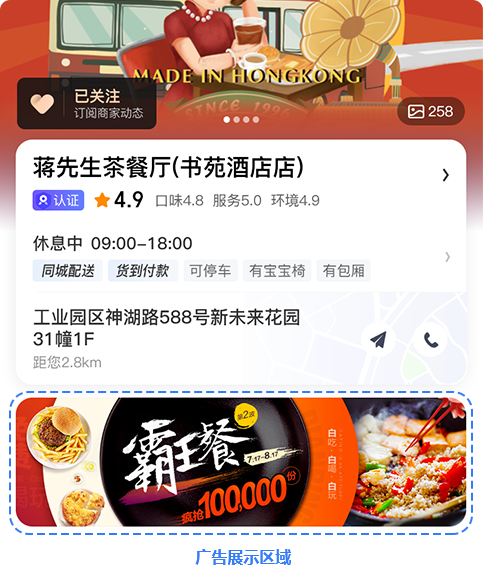 MADE IN HONGKONG
SINCE 1996
已关注
订阅商家动态
258
蒋先生茶餐厅(书苑酒店店)
认证 4.9 口味4.8 服务5.0 环境4.9
休息中 09:00-18:00
同城配送 货到付款 可停车 有宝宝椅 有包厢
工业园区神湖路588号新未来花园
31幢1F
距您2.8km
第2波
霸王餐
7.17-8.17
疯抢100,000份
白吃
白喝
白玩
广告展示区域